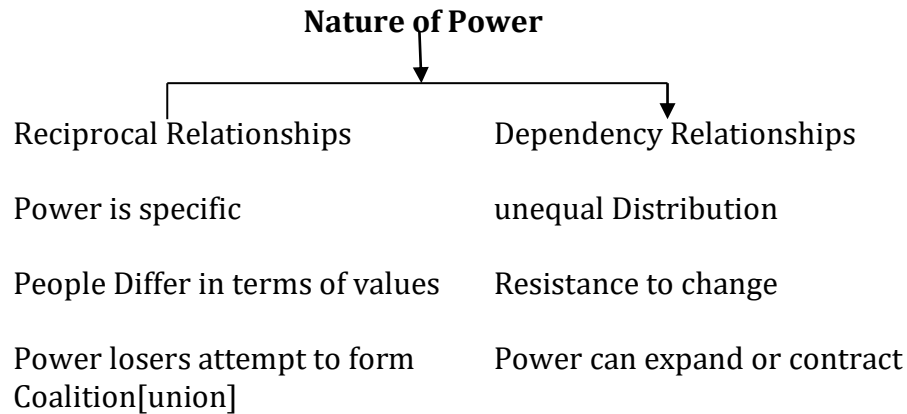 Nature of Power
Reciprocal Relationships
Dependency Relationships
Power is specific
unequal Distribution
People Differ in terms of values
Resistance to change
Power losers attempt to form
Coalition[union]
Power can expand or contract